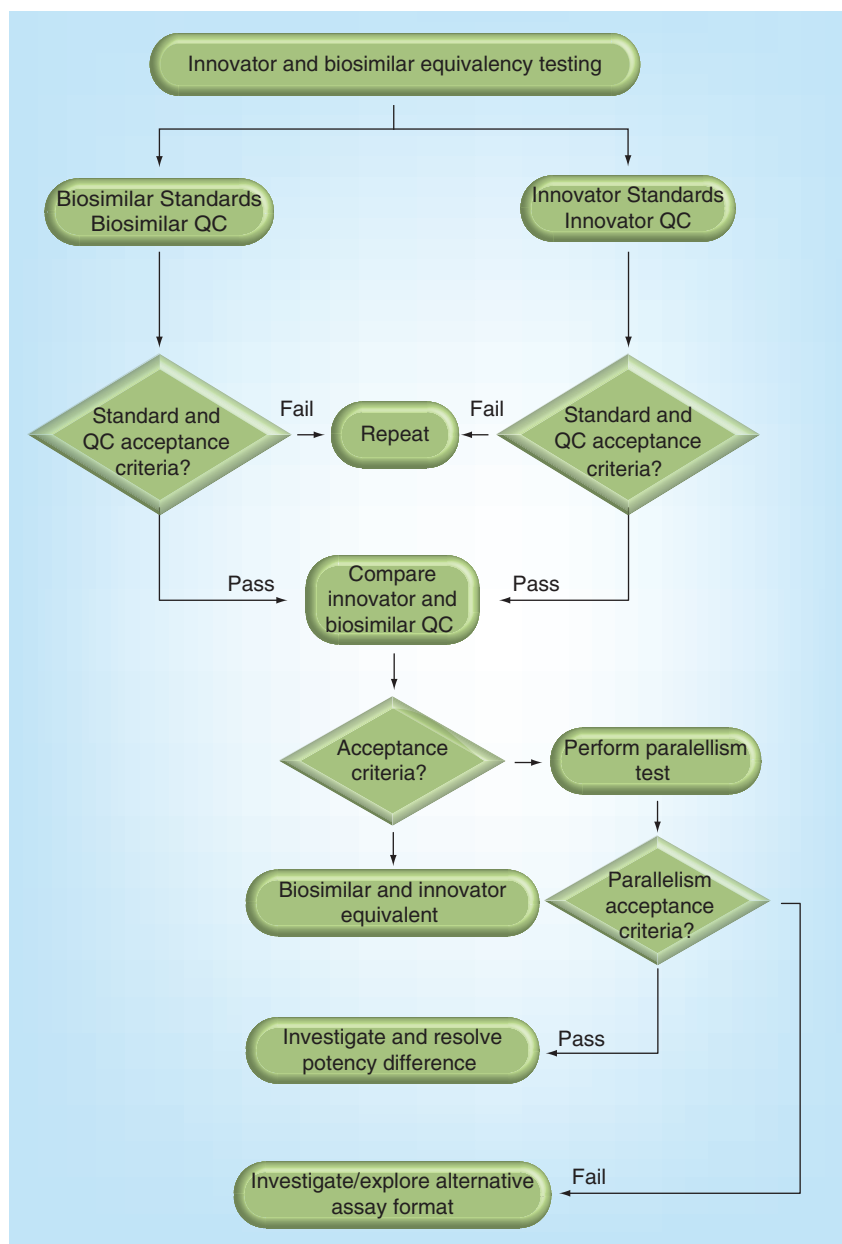 Innovator and biosimilar equivalency testing
Biosimilar Standards
Biosimilar QC
Innovator Standards
Innovator QC
Standard and
QC acceptance
criteria?
Fail
Repeat
Fail
Standard and
QC acceptance
criteria?
Pass
Compare
innovator and
biosimilar QC
Pass
Acceptance
criteria?
Perform paralellism
test
Biosimilar and innovator
equivalent
Parallelism
acceptance
criteria?
Investigate and resolve
potency difference
Pass
Investigate/explore alternative
assay format
Fail